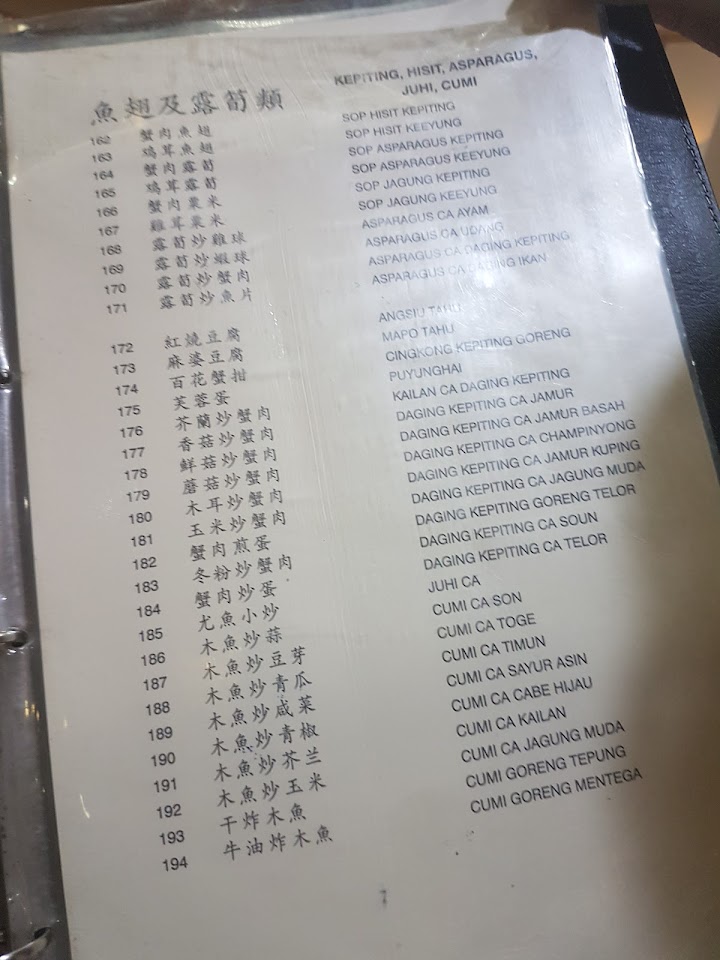 魚翅及露荀類 KEPITING, HISIT, ASPARAGUS,
JUHI, CUMI
162 蟹肉魚翅 SOP HISIT KEPITING
163 鸡茸魚翅 SOP HISIT KEEYUNG
164 蟹肉露荀 SOP ASPARAGUS KEPITING
165 鸡茸露荀 SOP ASPARAGUS KEEYUNG
166 蟹肉粟米 SOP JAGUNG KEPITING
167 雞茸粟米 SOP JAGUNG KEEYUNG
168 露荀炒雞球 ASPARAGUS CA AYAM
169 露荀炒蝦球 ASPARAGUS CA UDANG
170 露荀炒蟹肉 ASPARAGUS CA DAGING KEPITING
171 露荀炒魚片 ASPARAGUS CA DAGING IKAN
172 紅燒豆腐 ANGSIU TAHU
173 麻婆豆腐 MAPO TAHU
174 百花蟹拑 CINGKONG KEPITING GORENG
175 芙蓉蛋 PUYUNGHAI
176 芥蘭炒蟹肉 KAILAN CA DAGING KEPITING
177 香菇炒蟹肉 DAGING KEPITING CA JAMUR
178 鮮菇炒蟹肉 DAGING KEPITING CA JAMUR BASAH
179 蘑菇炒蟹肉 DAGING KEPITING CA CHAMPINYONG
180 木耳炒蟹肉 DAGING KEPITING CA JAMUR KUPING
181 玉米炒蟹肉 DAGING KEPITING CA JAGUNG MUDA
182 蟹肉煎蛋 DAGING KEPITING GORENG TELOR
183 冬粉炒蟹肉 DAGING KEPITING CA SOUN
184 蟹肉炒蛋 DAGING KEPITING CA TELOR
185 尤魚小炒 JUHI CA
186 木魚炒蒜 CUMI CA SON
187 木魚炒豆芽 CUMI CA TOGE
188 木魚炒青瓜 CUMI CA TIMUN
189 木魚炒咸菜 CUMI CA SAYUR ASIN
190 木魚炒青椒 CUMI CA CABE HIJAU
191 木魚炒芥兰 CUMI CA KAILAN
192 木魚炒玉米 CUMI CA JAGUNG MUDA
193 干炸木魚 CUMI GORENG TEPUNG
194 牛油炸木魚 CUMI GORENG MENTEGA
7